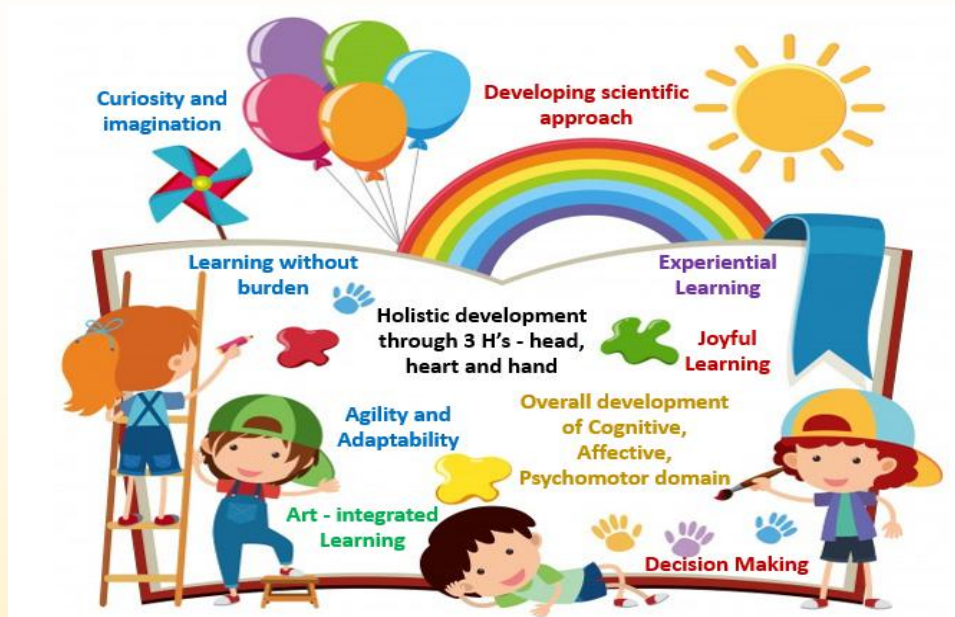 Curiosity and
imagination
Developing scientific
approach
Learning without
burden
Experiential
Learning
Holistic development
through 3 H's - head,
heart and hand
Joyful
Learning
Agility and
Adaptability
Overall development
of Cognitive,
Affective,
Psychomotor domain
Art - integrated
Learning
Decision Making